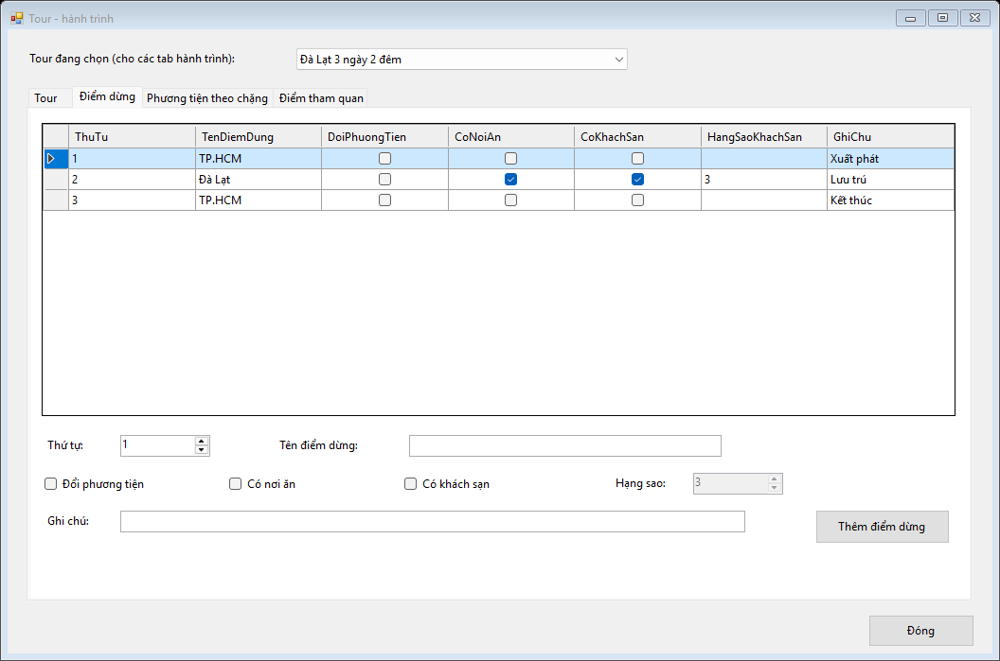 Tour - hành trình
Tour đang chọn (cho các tab hành trình): Đà Lạt 3 ngày 2 đêm
Tour Điểm dừng Phương tiện theo chặng Điểm tham quan
ThuTu TenDiemDung DoiPhuongTien CoNoiAn CoKhachSan HangSaoKhachSan GhiChu
1 TP.HCM Xuất phát
2 Đà Lạt 3 Lưu trú
3 TP.HCM Kết thúc
Thứ tự: 1 Tên điểm dừng:
Đổi phương tiện Có nơi ăn Có khách sạn Hạng sao: 3
Ghi chú:
Thêm điểm dừng
Đóng